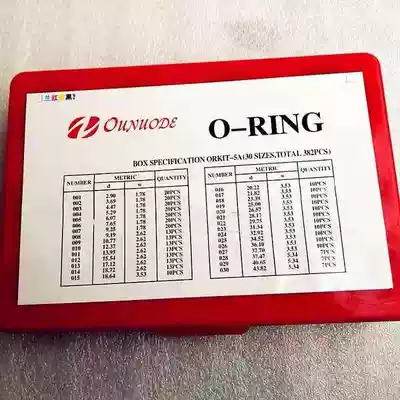 兰红黄黑?
OUNUODE O-RING
BOX SPECIFICATION ORKIT-5A(30 SIZES,TOTAL 382PCS)
NUMBER METRIC QUANTITY NUMBER METRIC QUANTITY
d w d w
001 2.90 1.78 20PCS 016 20.22 3.53 10PCS
002 3.69 1.78 20PCS 017 21.82 3.53 10PCS
003 4.47 1.78 20PCS 018 23.39 3.53 10PCS
004 5.29 1.78 20PCS 019 25.00 3.53 10PCS
005 6.07 1.78 20PCS 020 26.57 3.53 10PCS
006 7.65 1.78 20PCS 021 28.17 3.53 10PCS
007 9.25 1.78 20PCS 022 29.75 3.53 10PCS
008 9.19 2.62 13PCS 023 31.34 3.53 10PCS
009 10.77 2.62 13PCS 024 32.92 3.53 10PCS
010 12.37 2.62 13PCS 025 34.52 3.53 10PCS
011 13.95 2.62 13PCS 026 36.10 3.53 10PCS
012 15.54 2.62 13PCS 027 37.70 3.53 10PCS
013 17.12 2.62 13PCS 028 37.47 5.34 7PCS
014 18.72 2.62 13PCS 029 40.65 5.34 7PCS
015 18.64 3.53 10PCS 030 43.82 5.34 7PCS